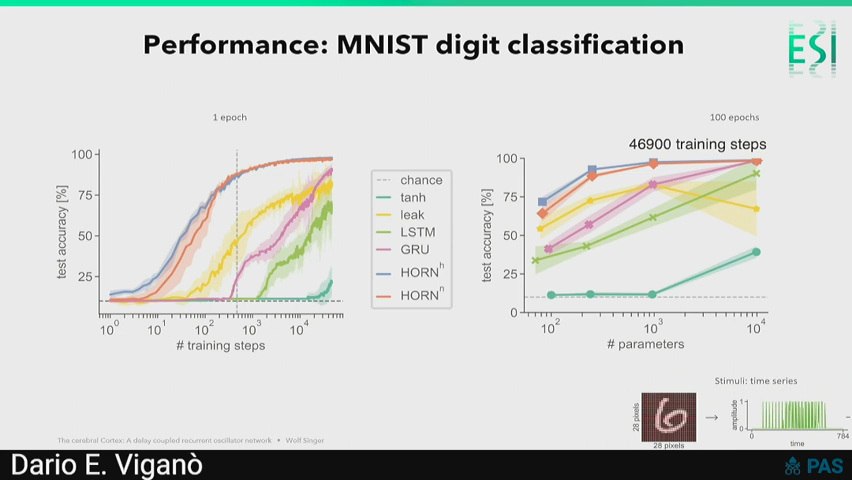 Performance: MNIST digit classification
ESI
1 epoch
100
75
50
25
test accuracy [%]
10⁰ 10¹ 10² 10³ 10⁴
# training steps
chance
tanh
leak
LSTM
GRU
HORNʰ
HORNⁿ
100 epochs
46900 training steps
100
75
50
25
0
test accuracy [%]
10² 10³ 10⁴
# parameters
Stimuli: time series
28 pixels
28 pixels
→
amplitude
1
0
0 784
time
The cerebral Cortex: A delay coupled recurrent oscillator network • Wolf Singer
Dario E. Viganò
PAS